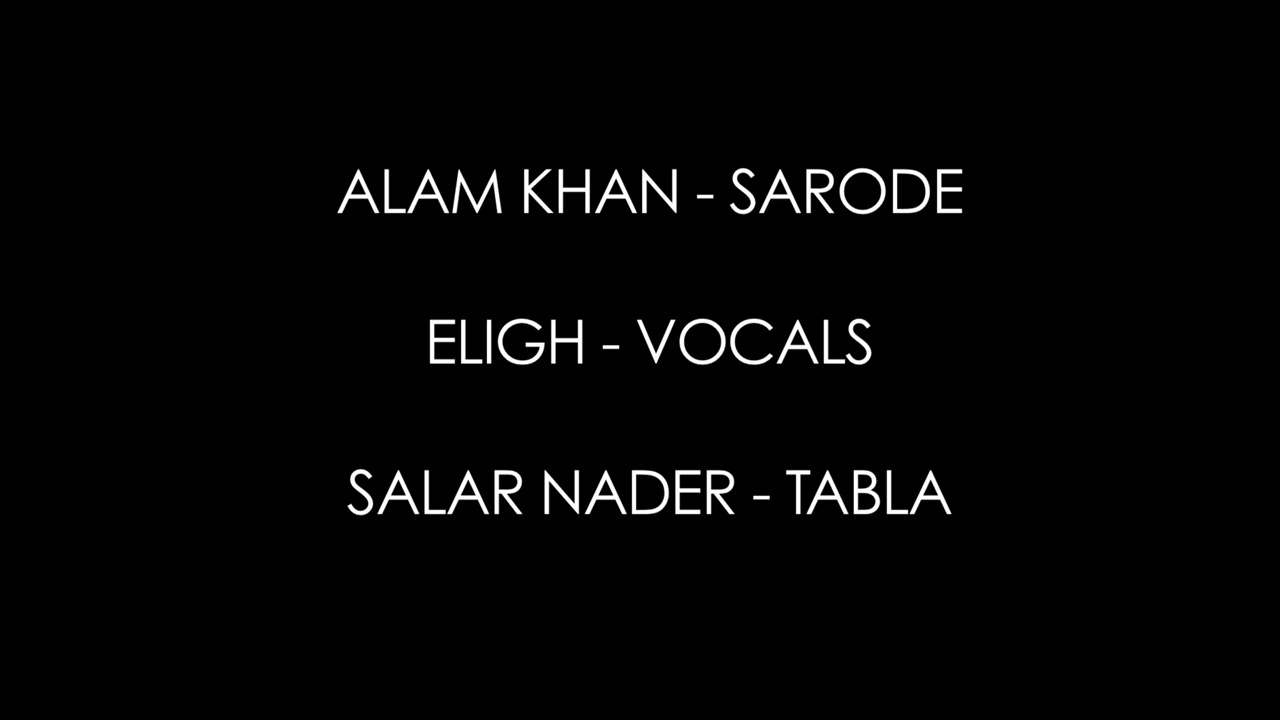 ALAM KHAN - SARODE
ELIGH - VOCALS
SALAR NADER - TABLA